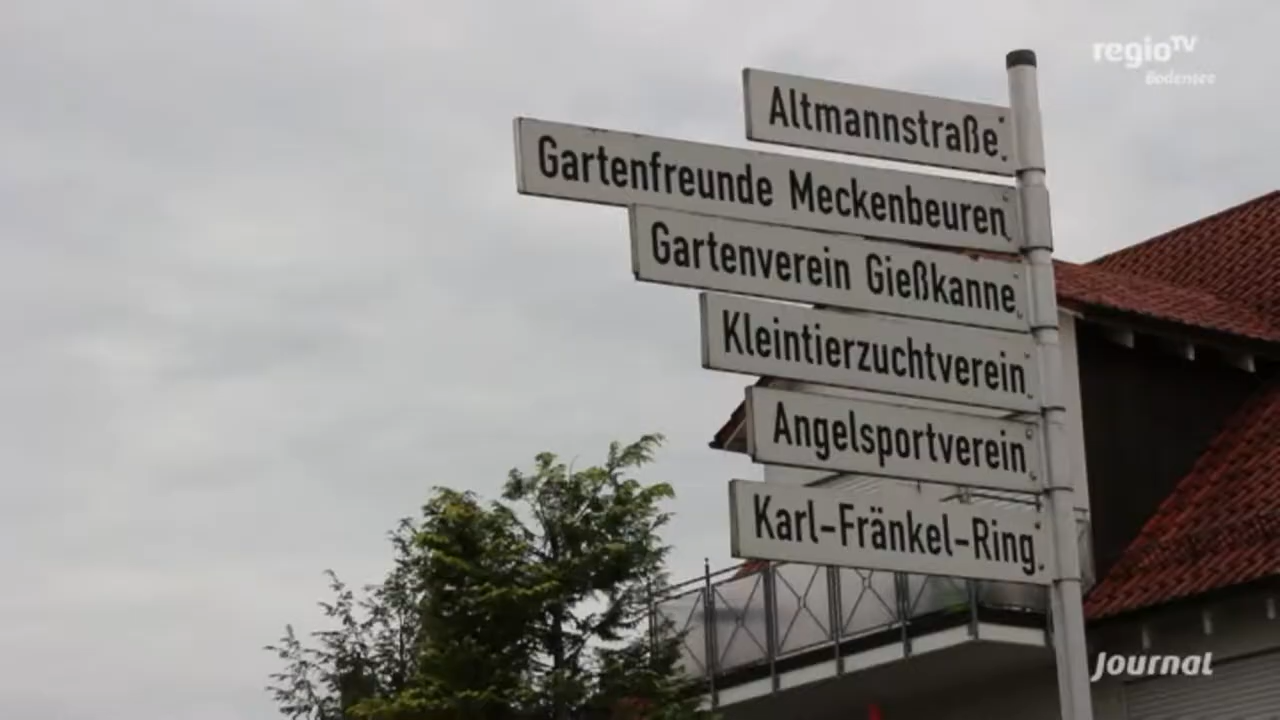 regioTV
Bodensee
Altmannstraße
Gartenfreunde Meckenbeuren
Gartenverein Gießkanne
Kleintierzuchtverein
Angelsportverein
Karl-Fränkel-Ring
Journal